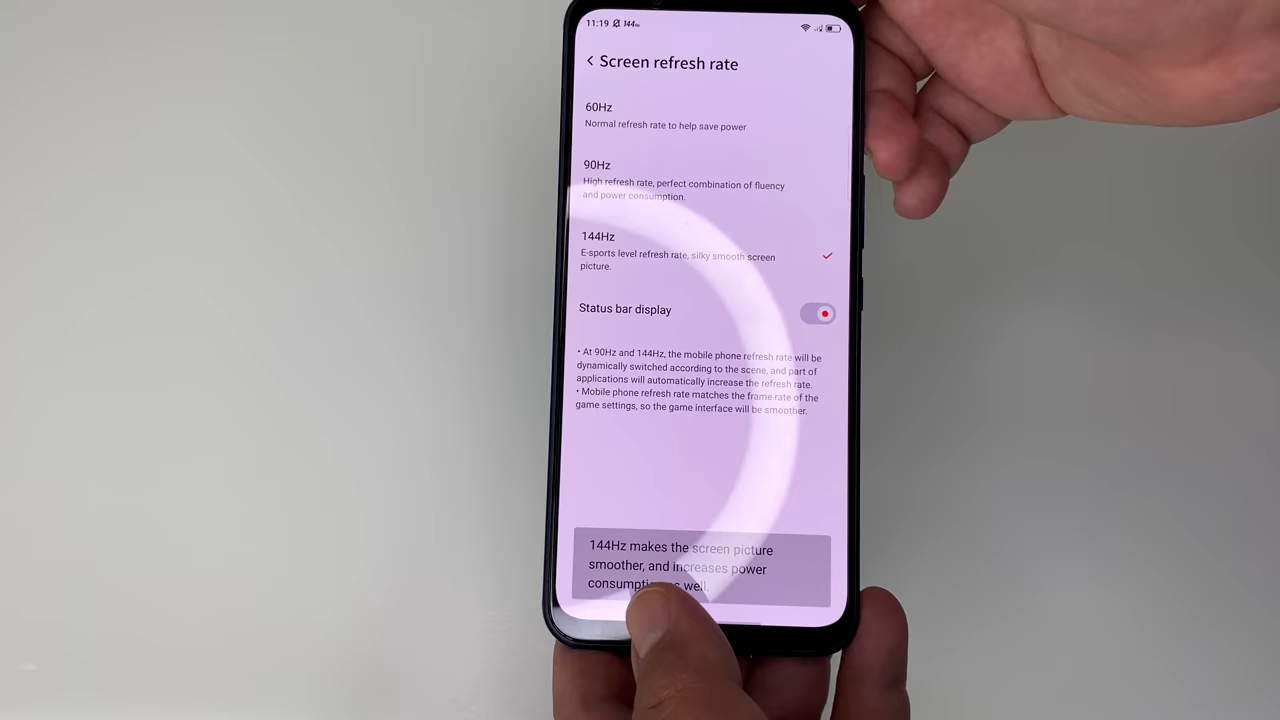 11:19 144Hz
< Screen refresh rate
60Hz
Normal refresh rate to help save power
90Hz
High refresh rate, perfect combination of fluency
and power consumption.
144Hz
E-sports level refresh rate, silky smooth screen
picture.
Status bar display
• At 90Hz and 144Hz, the mobile phone refresh rate will be
dynamically switched according to the scene, and part of
applications will automatically increase the refresh rate.
• Mobile phone refresh rate matches the frame rate of the
game settings, so the game interface will be smoother.
144Hz makes the screen picture
smoother, and increases power
well.